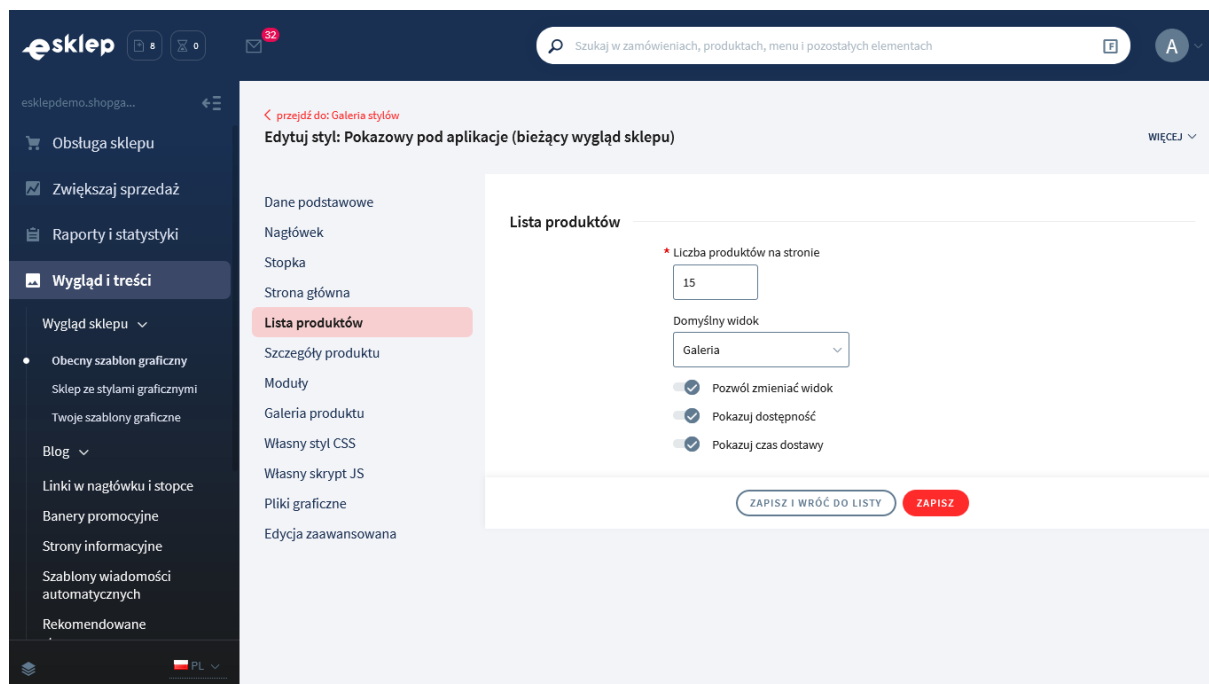 esklep
8
0
32
Szukaj w zamówieniach, produktach, menu i pozostałych elementach
F
A
esklepdemo.shopga...
Obsługa sklepu
Zwiększaj sprzedaż
Raporty i statystyki
Wygląd i treści
Wygląd sklepu
Obecny szablon graficzny
Sklep ze stylami graficznymi
Twoje szablony graficzne
Blog
Linki w nagłówku i stopce
Banery promocyjne
Strony informacyjne
Szablony wiadomości
automatycznych
Rekomendowane
PL
przejdź do: Galeria stylów
Edytuj styl: Pokazowy pod aplikacje (bieżący wygląd sklepu)
WIĘCEJ
Dane podstawowe
Nagłówek
Stopka
Strona główna
Lista produktów
Szczegóły produktu
Moduły
Galeria produktu
Własny styl CSS
Własny skrypt JS
Pliki graficzne
Edycja zaawansowana
Lista produktów
* Liczba produktów na stronie
15
Domyślny widok
Galeria
Pozwól zmieniać widok
Pokazuj dostępność
Pokazuj czas dostawy
ZAPISZ I WRÓĆ DO LISTY
ZAPISZ